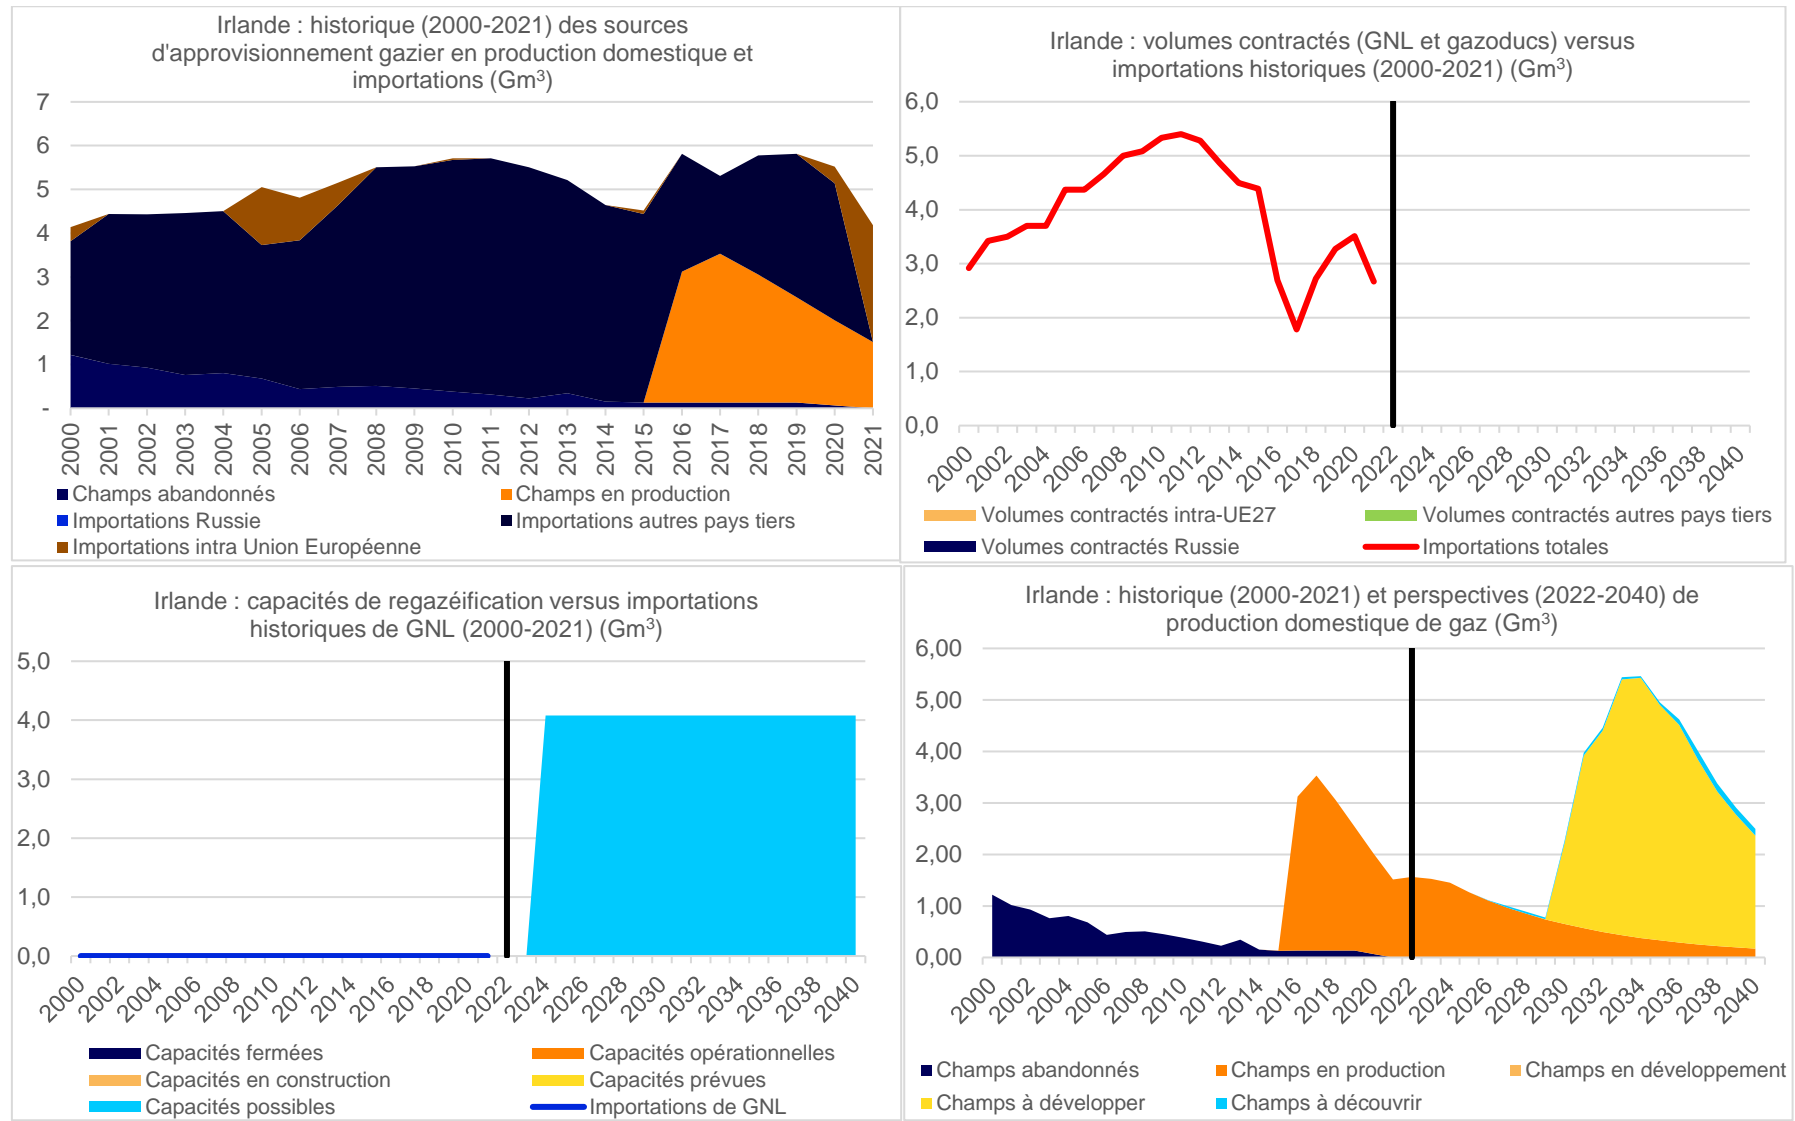 Irlande : historique (2000-2021) des sources
d'approvisionnement gazier en production domestique et
importations (Gm³)
7
6
5
4
3
2
1
-
2000 2001 2002 2003 2004 2005 2006 2007 2008 2009 2010 2011 2012 2013 2014 2015 2016 2017 2018 2019 2020 2021
Champs abandonnés Champs en production
Importations Russie Importations autres pays tiers
Importations intra Union Européenne
Irlande : volumes contractés (GNL et gazoducs) versus
importations historiques (2000-2021) (Gm³)
6,0
5,0
4,0
3,0
2,0
1,0
0,0
2000 2002 2004 2006 2008 2010 2012 2014 2016 2018 2020 2022 2024 2026 2028 2030 2032 2034 2036 2038 2040
Volumes contractés intra-UE27 Volumes contractés autres pays tiers
Volumes contractés Russie Importations totales
Irlande : capacités de regazéification versus importations
historiques de GNL (2000-2021) (Gm³)
5,0
4,0
3,0
2,0
1,0
0,0
2000 2002 2004 2006 2008 2010 2012 2014 2016 2018 2020 2022 2024 2026 2028 2030 2032 2034 2036 2038 2040
Capacités fermées Capacités opérationnelles
Capacités en construction Capacités prévues
Capacités possibles Importations de GNL
Irlande : historique (2000-2021) et perspectives (2022-2040) de
production domestique de gaz (Gm³)
6,00
5,00
4,00
3,00
2,00
1,00
0,00
2000 2002 2004 2006 2008 2010 2012 2014 2016 2018 2020 2022 2024 2026 2028 2030 2032 2034 2036 2038 2040
Champs abandonnés Champs en production Champs en développement
Champs à développer Champs à découvrir